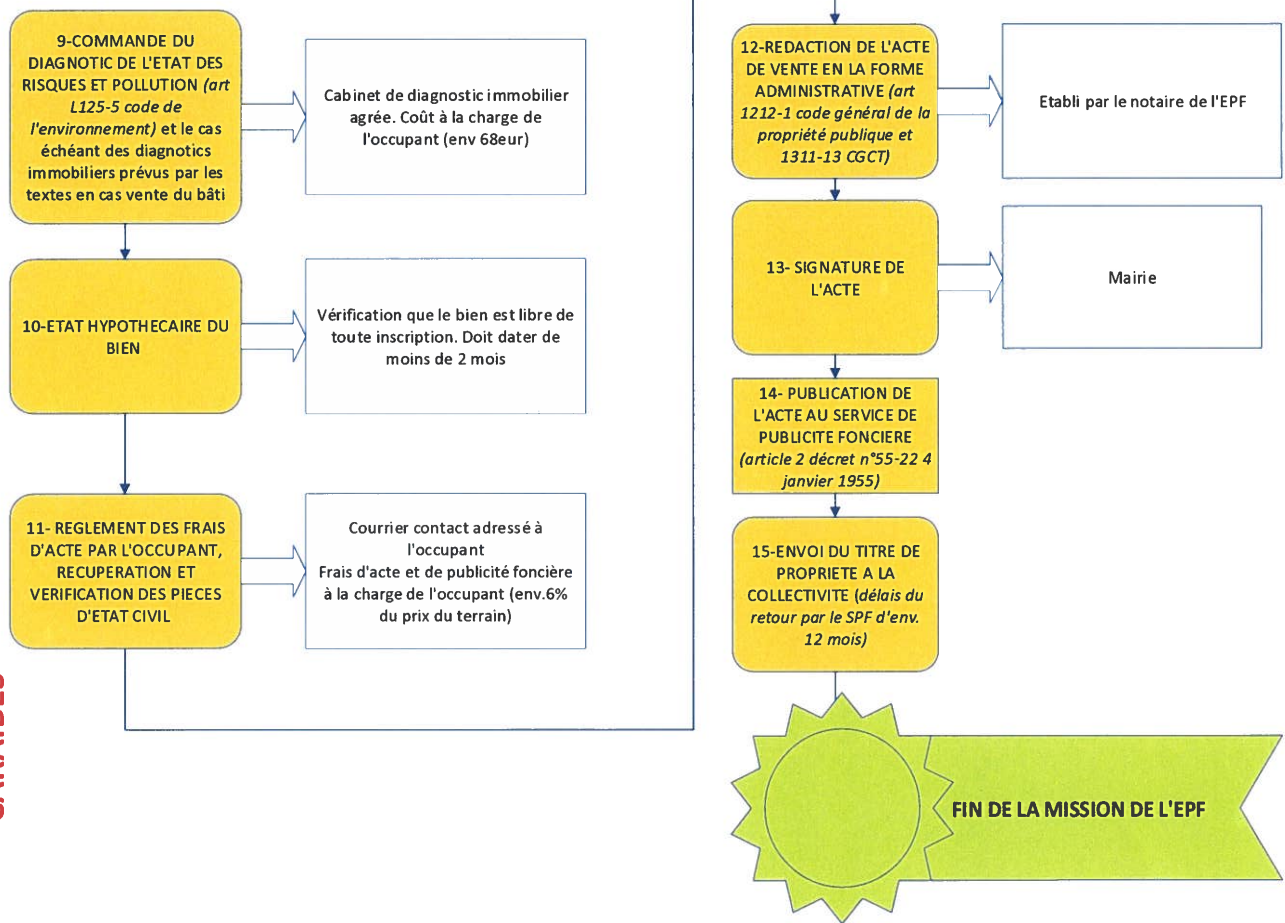 9-COMMANDE DU
DIAGNOTIC DE L'ETAT DES
RISQUES ET POLLUTION (art
L125-5 code de
l'environnement) et le cas
échéant des diagnotics
immobiliers prévus par les
textes en cas vente du bâti
Cabinet de diagnostic immobilier
agrée. Coût à la charge de
l'occupant (env 68eur)
10-ETAT HYPOTHECAIRE DU
BIEN
Vérification que le bien est libre de
toute inscription. Doit dater de
moins de 2 mois
11- REGLEMENT DES FRAIS
D'ACTE PAR L'OCCUPANT,
RECUPERATION ET
VERIFICATION DES PIECES
D'ETAT CIVIL
Courrier contact adressé à
l'occupant
Frais d'acte et de publicité foncière
à la charge de l'occupant (env.6%
du prix du terrain)
12-REDACTION DE L'ACTE
DE VENTE EN LA FORME
ADMINISTRATIVE (art
1212-1 code général de la
propriété publique et
1311-13 CGCT)
Etabli par le notaire de l'EPF
13- SIGNATURE DE
L'ACTE
Mairie
14- PUBLICATION DE
L'ACTE AU SERVICE DE
PUBLICITE FONCIERE
(article 2 décret n°55-22 4
janvier 1955)
15-ENVOI DU TITRE DE
PROPRIETE A LA
COLLECTIVITE (délais du
retour par le SPF d'env.
12 mois)
FIN DE LA MISSION DE L'EPF